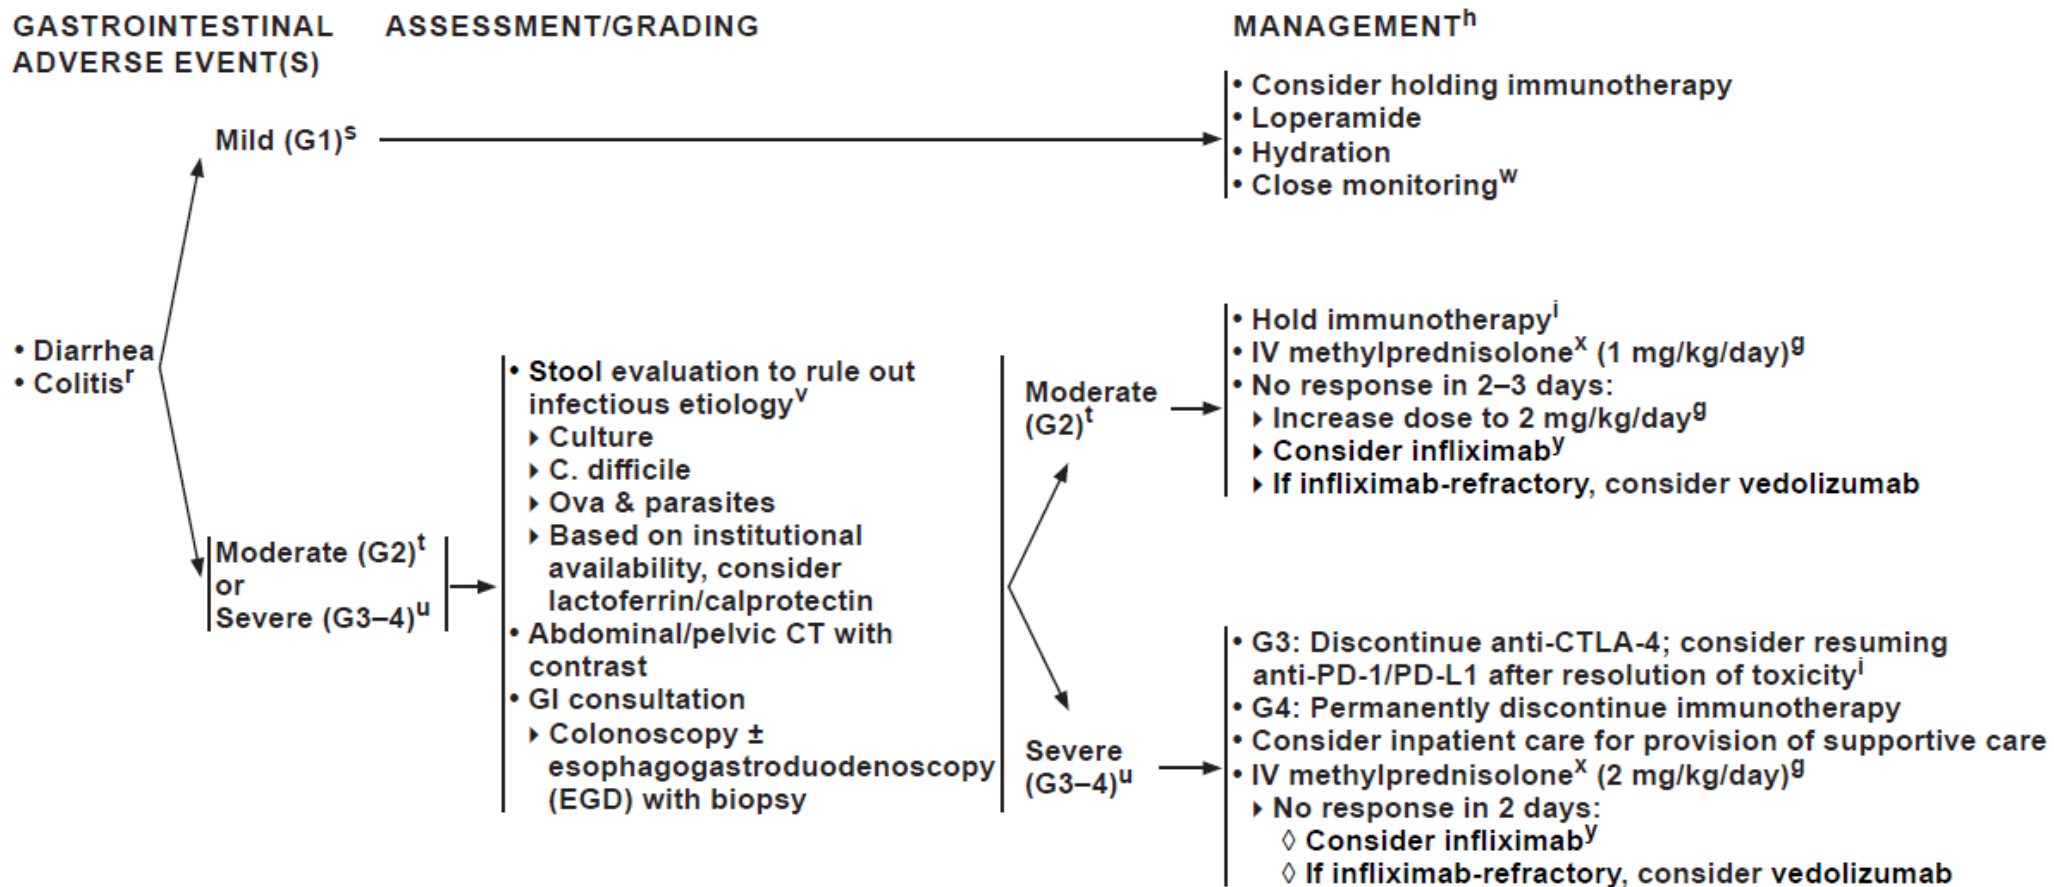 GASTROINTESTINAL ADVERSE EVENT(S)
ASSESSMENT/GRADING
MANAGEMENTʰ
• Diarrhea
• Colitisʳ
Mild (G1)ˢ
• Consider holding immunotherapy
• Loperamide
• Hydration
• Close monitoringʷ
Moderate (G2)ᵗ
or
Severe (G3–4)ᵘ
• Stool evaluation to rule out
infectious etiologyᵛ
▸ Culture
▸ C. difficile
▸ Ova & parasites
▸ Based on institutional
availability, consider
lactoferrin/calprotectin
• Abdominal/pelvic CT with
contrast
• GI consultation
▸ Colonoscopy ±
esophagogastroduodenoscopy
(EGD) with biopsy
Moderate
(G2)ᵗ
• Hold immunotherapyⁱ
• IV methylprednisoloneˣ (1 mg/kg/day)ᵍ
• No response in 2–3 days:
▸ Increase dose to 2 mg/kg/dayᵍ
▸ Consider infliximabʸ
▸ If infliximab-refractory, consider vedolizumab
Severe
(G3–4)ᵘ
• G3: Discontinue anti-CTLA-4; consider resuming
anti-PD-1/PD-L1 after resolution of toxicityⁱ
• G4: Permanently discontinue immunotherapy
• Consider inpatient care for provision of supportive care
• IV methylprednisoloneˣ (2 mg/kg/day)ᵍ
▸ No response in 2 days:
◊ Consider infliximabʸ
◊ If infliximab-refractory, consider vedolizumab